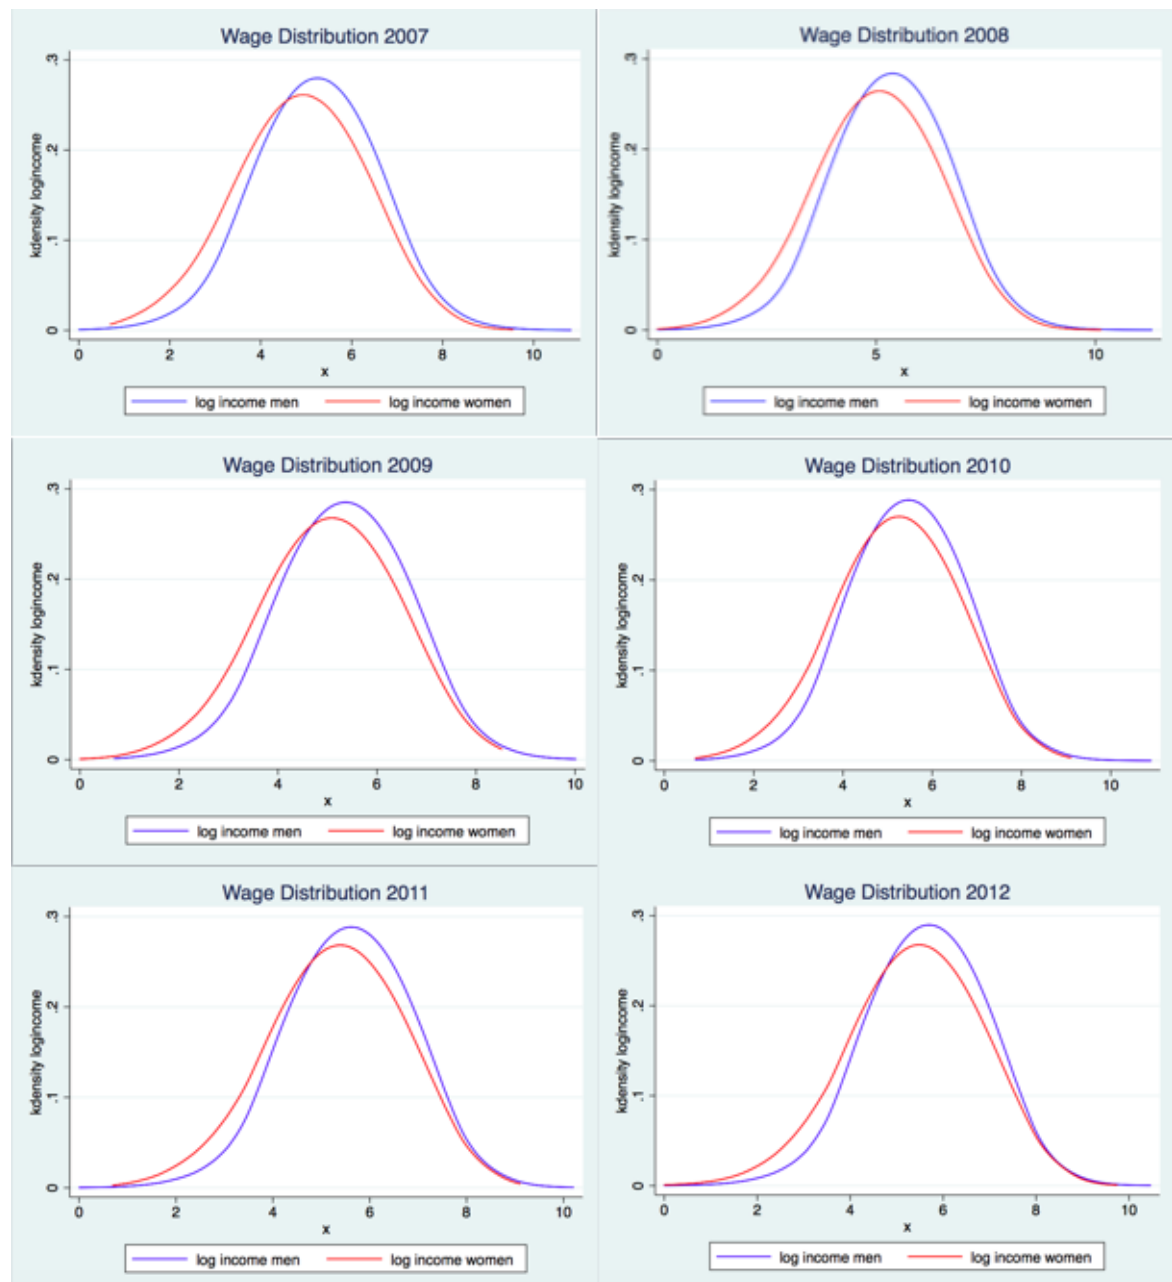 Wage Distribution 2007
.3
.2
.1
0
kdensity logincome
0 2 4 6 8 10
x
log income men log income women
Wage Distribution 2008
.3
.2
.1
0
kdensity logincome
0 5 10
x
log income men log income women
Wage Distribution 2009
.3
.2
.1
0
kdensity logincome
0 2 4 6 8 10
x
log income men log income women
Wage Distribution 2010
.3
.2
.1
0
kdensity logincome
0 2 4 6 8 10
x
log income men log income women
Wage Distribution 2011
.3
.2
.1
0
kdensity logincome
0 2 4 6 8 10
x
log income men log income women
Wage Distribution 2012
.3
.2
.1
0
kdensity logincome
0 2 4 6 8 10
x
log income men log income women